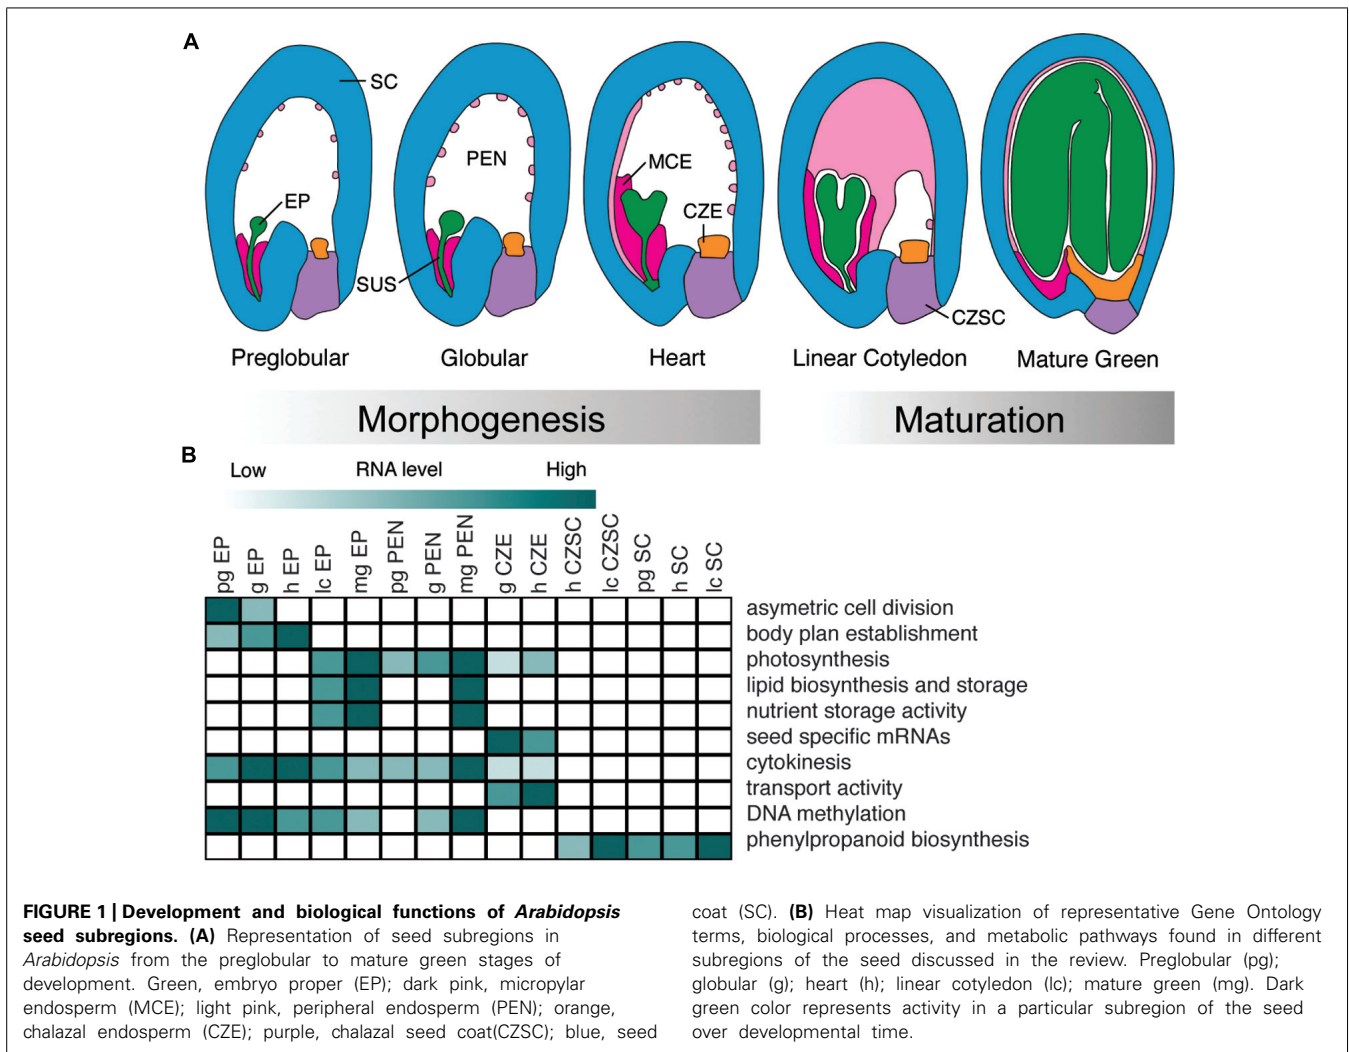 A
SC
EP
PEN
SUS
MCE
CZE
CZSC
Preglobular
Globular
Heart
Linear Cotyledon
Mature Green
Morphogenesis
Maturation
B
Low RNA level High
pg EP
g EP
h EP
lc EP
mg EP
pg PEN
g PEN
mg PEN
g CZE
h CZE
h CZSC
lc CZSC
pg SC
h SC
lc SC
asymetric cell division
body plan establishment
photosynthesis
lipid biosynthesis and storage
nutrient storage activity
seed specific mRNAs
cytokinesis
transport activity
DNA methylation
phenylpropanoid biosynthesis
FIGURE 1 | Development and biological functions of Arabidopsis
seed subregions. (A) Representation of seed subregions in
Arabidopsis from the preglobular to mature green stages of
development. Green, embryo proper (EP); dark pink, micropylar
endosperm (MCE); light pink, peripheral endosperm (PEN); orange,
chalazal endosperm (CZE); purple, chalazal seed coat(CZSC); blue, seed
coat (SC). (B) Heat map visualization of representative Gene Ontology
terms, biological processes, and metabolic pathways found in different
subregions of the seed discussed in the review. Preglobular (pg);
globular (g); heart (h); linear cotyledon (lc); mature green (mg). Dark
green color represents activity in a particular subregion of the seed
over developmental time.